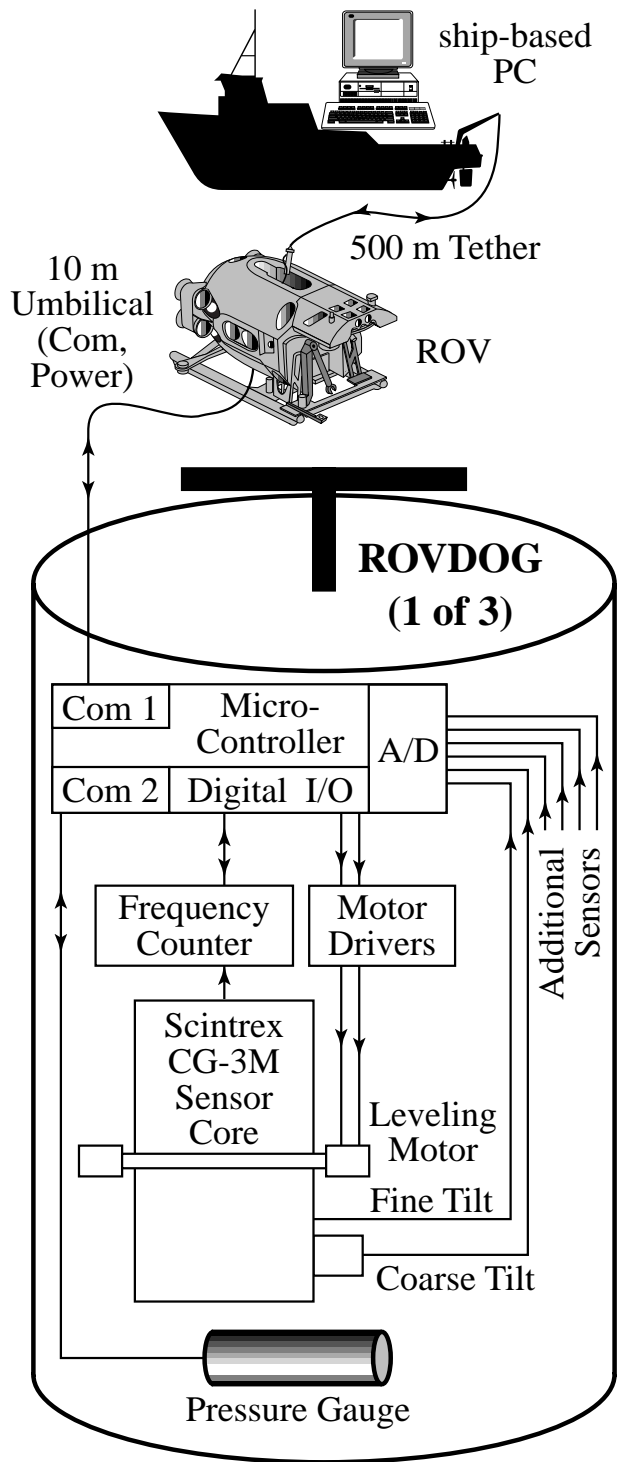 ship-based
PC
500 m Tether
10 m
Umbilical
(Com,
Power)
ROV
ROVDOG
(1 of 3)
Com 1
Micro-
Controller
A/D
Com 2
Digital I/O
Frequency
Counter
Motor
Drivers
Additional
Sensors
Scintrex
CG-3M
Sensor
Core
Leveling
Motor
Fine Tilt
Coarse Tilt
Pressure Gauge